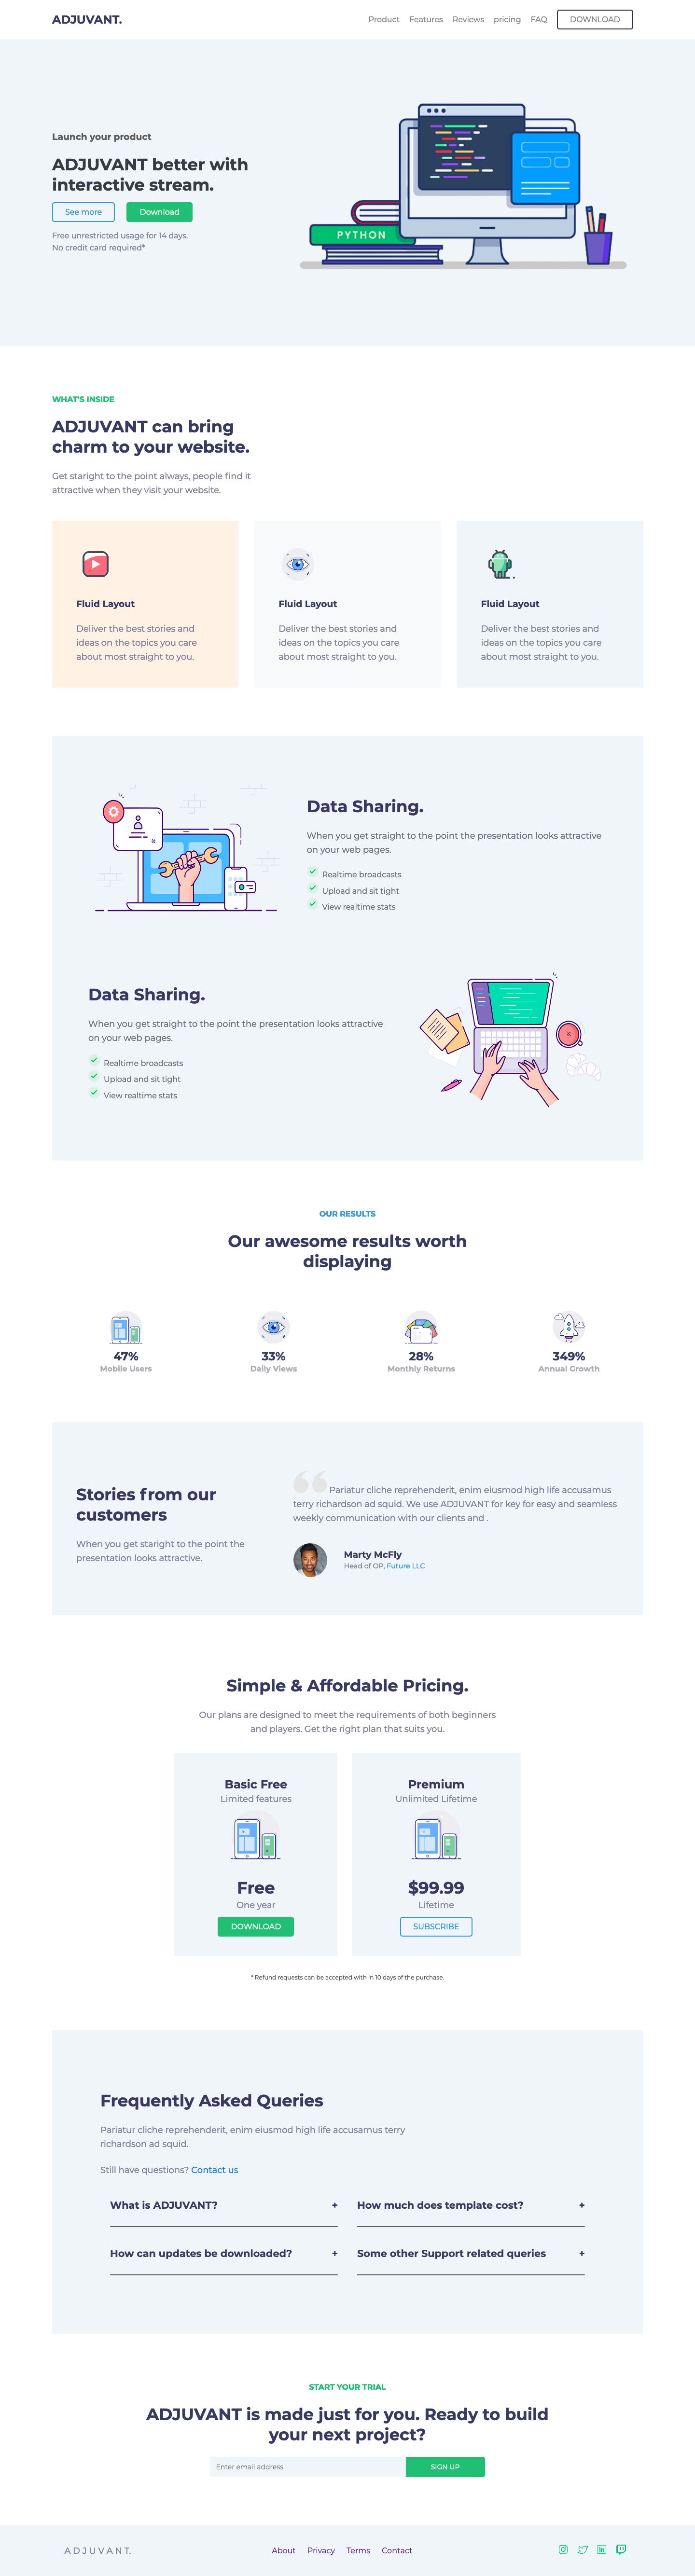 ADJUVANT.
Product Features Reviews pricing FAQ DOWNLOAD
Launch your product
ADJUVANT better with
interactive stream.
See more Download
Free unrestricted usage for 14 days.
No credit card required*
PYTHON
WHAT'S INSIDE
ADJUVANT can bring
charm to your website.
Get staright to the point always, people find it
attractive when they visit your website.
Fluid Layout
Deliver the best stories and
ideas on the topics you care
about most straight to you.
Fluid Layout
Deliver the best stories and
ideas on the topics you care
about most straight to you.
Fluid Layout
Deliver the best stories and
ideas on the topics you care
about most straight to you.
Data Sharing.
When you get straight to the point the presentation looks attractive
on your web pages.
Realtime broadcasts
Upload and sit tight
View realtime stats
Data Sharing.
When you get straight to the point the presentation looks attractive
on your web pages.
Realtime broadcasts
Upload and sit tight
View realtime stats
OUR RESULTS
Our awesome results worth
displaying
47%
Mobile Users
33%
Daily Views
28%
Monthly Returns
349%
Annual Growth
Stories from our
customers
When you get staright to the point the
presentation looks attractive.
“ Pariatur cliche reprehenderit, enim eiusmod high life accusamus
terry richardson ad squid. We use ADJUVANT for key for easy and seamless
weekly communication with our clients and .
Marty McFly
Head of OP, Future LLC
Simple & Affordable Pricing.
Our plans are designed to meet the requirements of both beginners
and players. Get the right plan that suits you.
Basic Free
Limited features
Free
One year
DOWNLOAD
Premium
Unlimited Lifetime
$99.99
Lifetime
SUBSCRIBE
* Refund requests can be accepted with in 10 days of the purchase.
Frequently Asked Queries
Pariatur cliche reprehenderit, enim eiusmod high life accusamus terry
richardson ad squid.
Still have questions? Contact us
What is ADJUVANT? +
How much does template cost? +
How can updates be downloaded? +
Some other Support related queries +
START YOUR TRIAL
ADJUVANT is made just for you. Ready to build
your next project?
Enter email address SIGN UP
ADJUVANT.
About Privacy Terms Contact